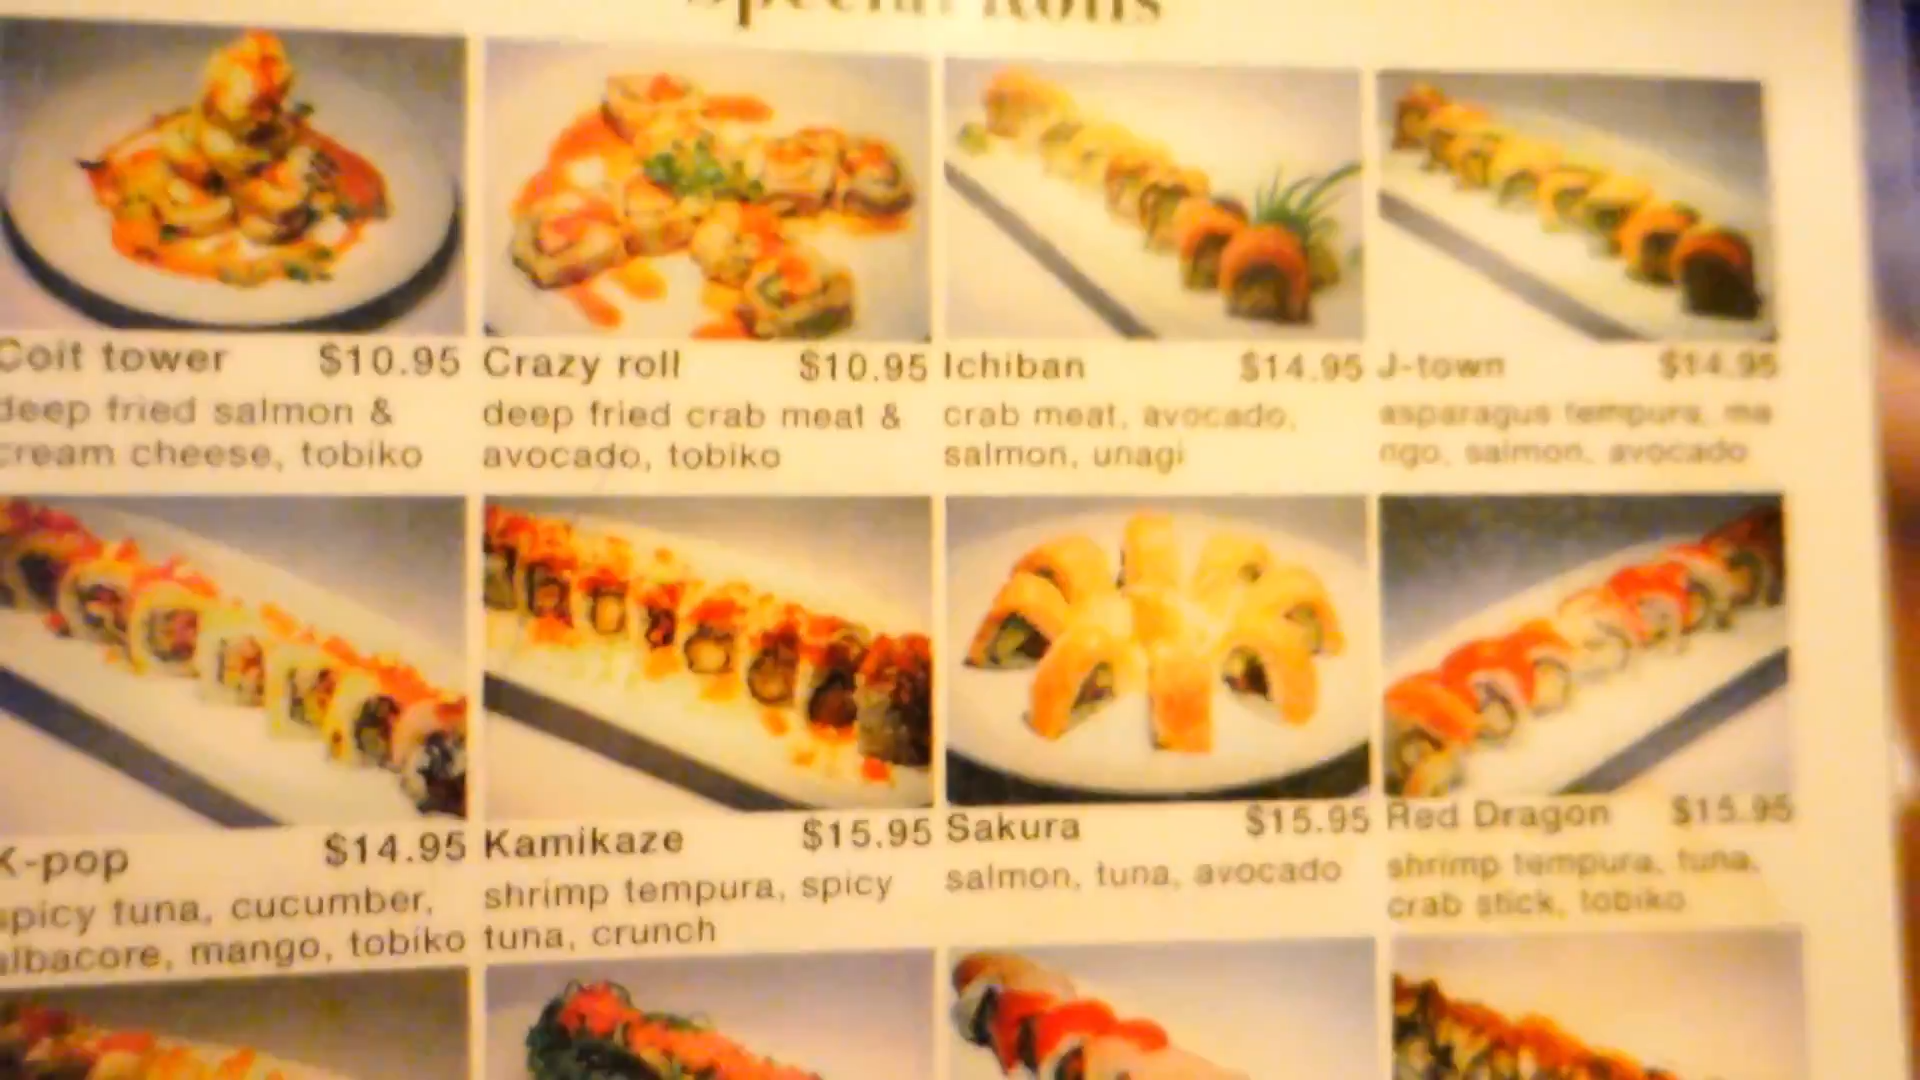 Special Rolls
Coit tower $10.95
deep fried salmon &
cream cheese, tobiko
Crazy roll $10.95
deep fried crab meat &
avocado, tobiko
Ichiban $14.95
crab meat, avocado,
salmon, unagi
J-town $14.95
asparagus tempura, ma
ngo, salmon, avocado
K-pop $14.95
spicy tuna, cucumber,
albacore, mango, tobiko
Kamikaze $15.95
shrimp tempura, spicy
tuna, crunch
Sakura $15.95
salmon, tuna, avocado
Red Dragon $15.95
shrimp tempura, tuna,
crab stick, tobiko